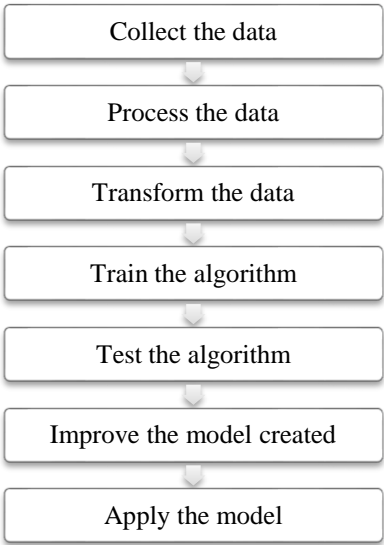 Collect the data
Process the data
Transform the data
Train the algorithm
Test the algorithm
Improve the model created
Apply the model